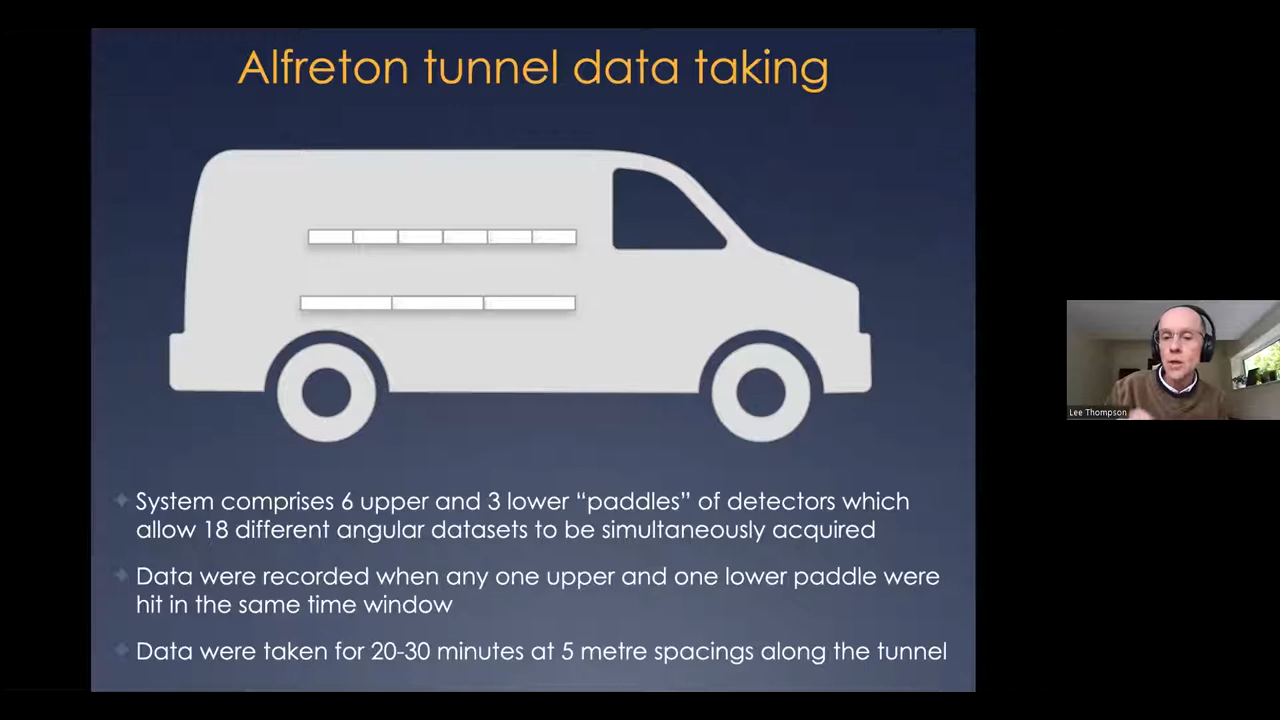 Alfreton tunnel data taking
System comprises 6 upper and 3 lower “paddles” of detectors which
allow 18 different angular datasets to be simultaneously acquired
Data were recorded when any one upper and one lower paddle were
hit in the same time window
Data were taken for 20-30 minutes at 5 metre spacings along the tunnel
Lee Thompson